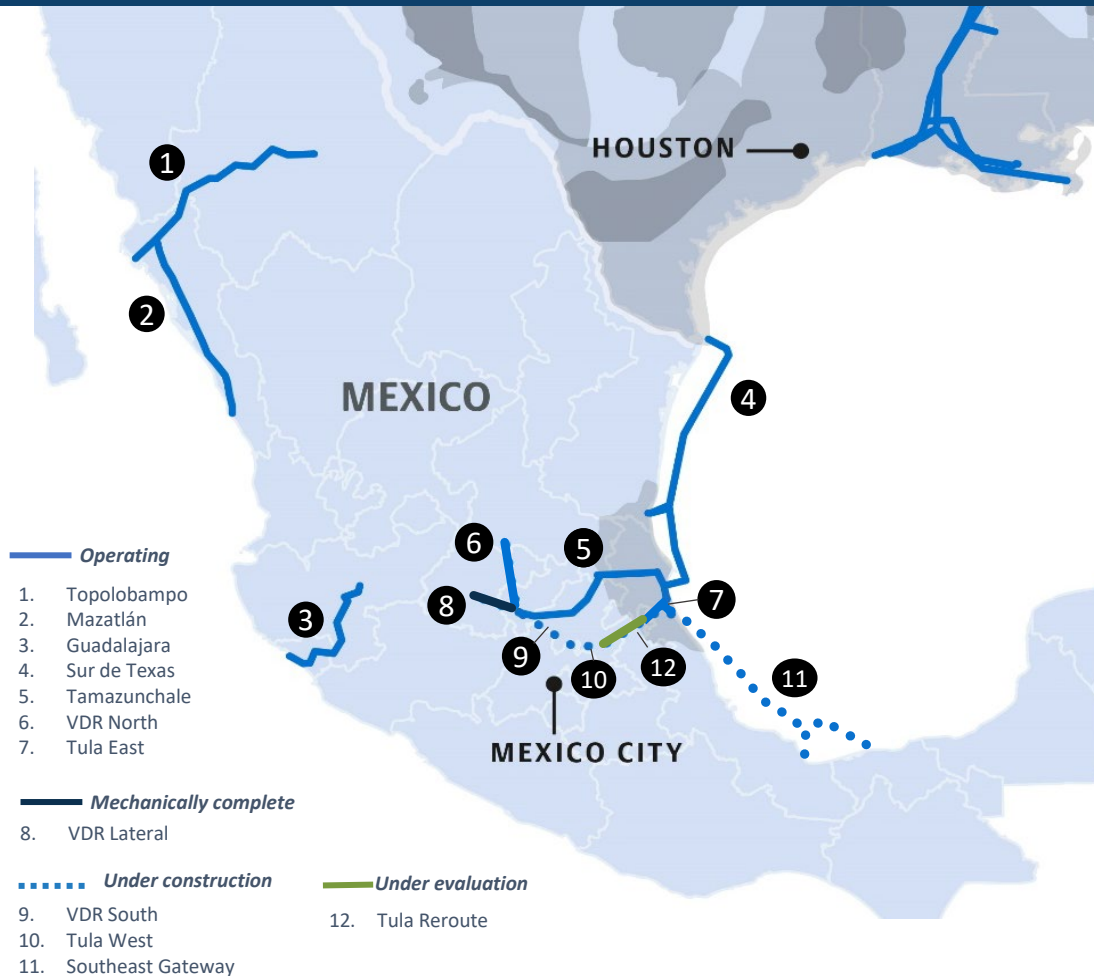 HOUSTON
1
2
MEXICO
4
6
5
8
7
3
9
12
10
11
MEXICO CITY
Operating
1. Topolobampo
2. Mazatlán
3. Guadalajara
4. Sur de Texas
5. Tamazunchale
6. VDR North
7. Tula East
Mechanically complete
8. VDR Lateral
Under construction
9. VDR South
10. Tula West
11. Southeast Gateway
Under evaluation
12. Tula Reroute